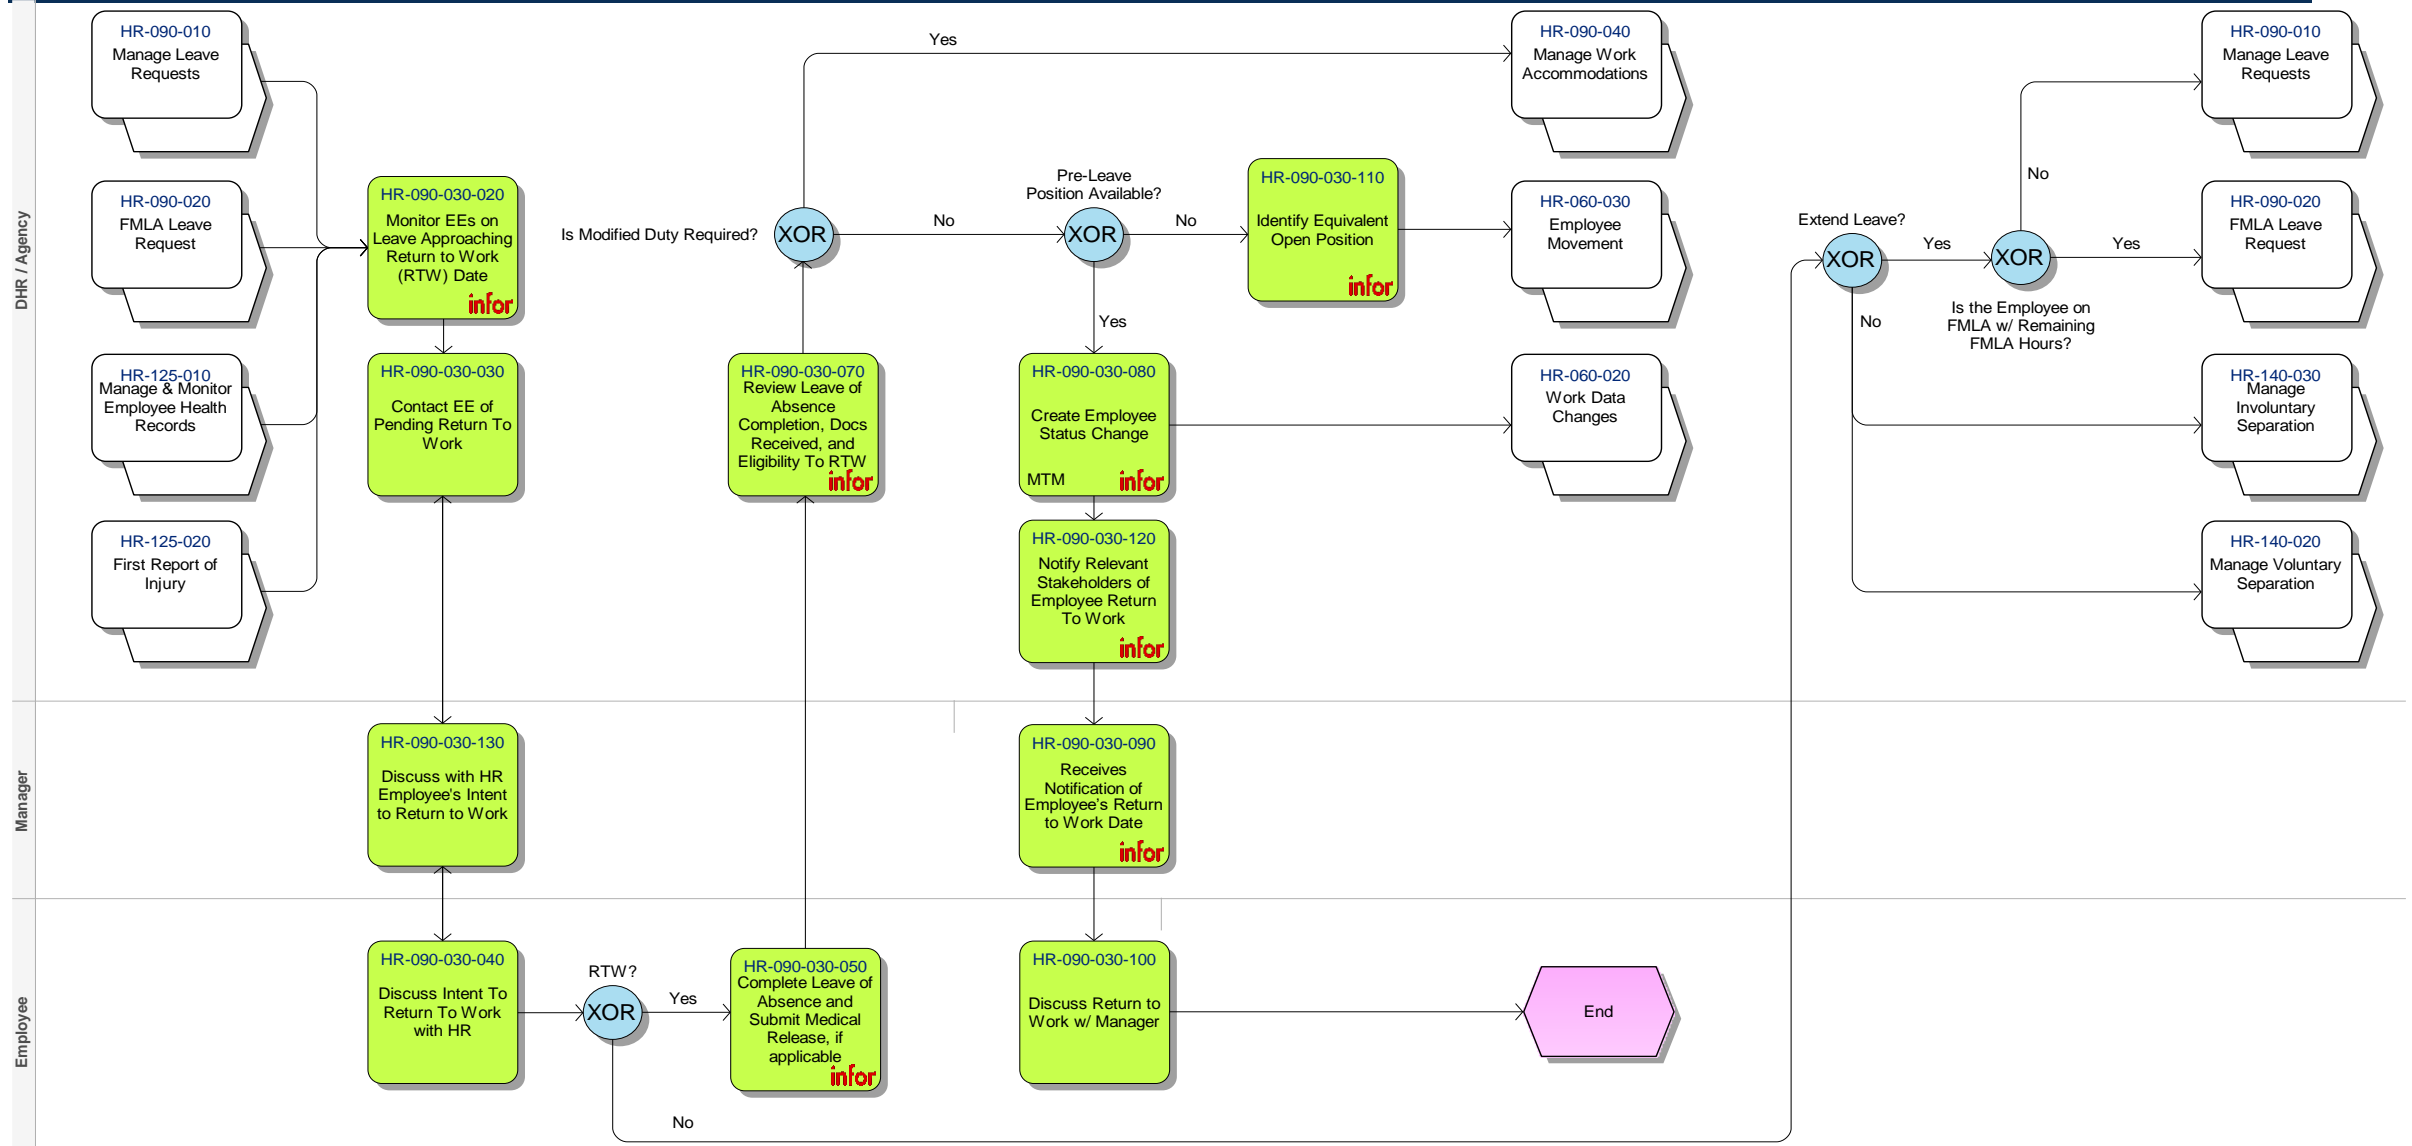 DHR / Agency
HR-090-010
Manage Leave
Requests
HR-090-020
FMLA Leave
Request
HR-125-010
Manage & Monitor
Employee Health
Records
HR-125-020
First Report of
Injury
HR-090-030-020
Monitor EEs on
Leave Approaching
Return to Work
(RTW) Date
infor
HR-090-030-030
Contact EE of
Pending Return To
Work
Is Modified Duty Required?
XOR
Yes
No
HR-090-030-070
Review Leave of
Absence
Completion, Docs
Received, and
Eligibility To RTW
infor
Pre-Leave
Position Available?
XOR
No
Yes
HR-090-030-110
Identify Equivalent
Open Position
infor
HR-090-030-080
Create Employee
Status Change
MTM
infor
HR-090-030-120
Notify Relevant
Stakeholders of
Employee Return
To Work
infor
HR-090-040
Manage Work
Accommodations
HR-060-030
Employee
Movement
HR-060-020
Work Data
Changes
Extend Leave?
XOR
Yes
No
XOR
No
Yes
Is the Employee on
FMLA w/ Remaining
FMLA Hours?
HR-090-010
Manage Leave
Requests
HR-090-020
FMLA Leave
Request
HR-140-030
Manage
Involuntary
Separation
HR-140-020
Manage Voluntary
Separation
Manager
HR-090-030-130
Discuss with HR
Employee's Intent
to Return to Work
HR-090-030-090
Receives
Notification of
Employee's Return
to Work Date
infor
Employee
HR-090-030-040
Discuss Intent To
Return To Work
with HR
RTW?
XOR
Yes
No
HR-090-030-050
Complete Leave of
Absence and
Submit Medical
Release, if
applicable
infor
HR-090-030-100
Discuss Return to
Work w/ Manager
End